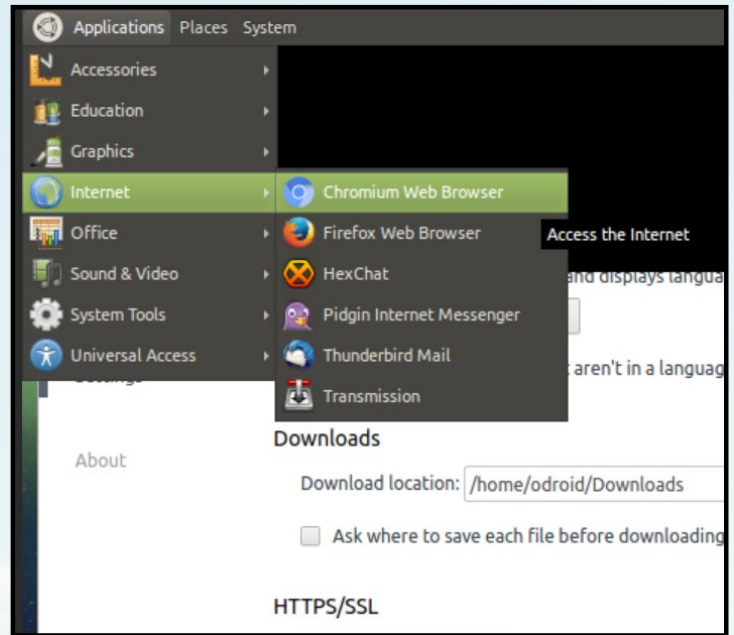 Applications Places System
Accessories
Education
Graphics
Internet
Office
Sound & Video
System Tools
Universal Access
Chromium Web Browser
Firefox Web Browser
HexChat
Pidgin Internet Messenger
Thunderbird Mail
Transmission
Access the Internet
and displays langua
t aren't in a languag
Settings
About
Downloads
Download location: /home/odroid/Downloads
Ask where to save each file before downloading
HTTPS/SSL